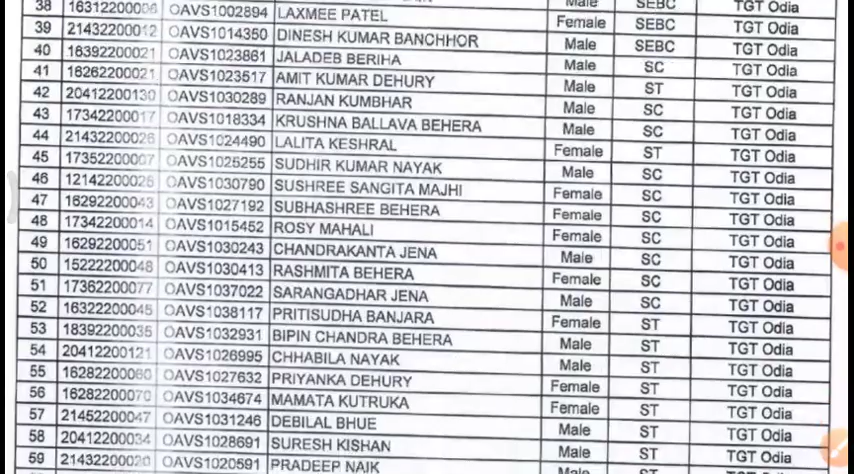 Male SEBC TGT Odia
38 16312200006 OAVS1002894 LAXMEE PATEL Female SEBC TGT Odia
39 21432200012 OAVS1014350 DINESH KUMAR BANCHHOR Male SEBC TGT Odia
40 16392200021 OAVS1023861 JALADEB BERIHA Male SC TGT Odia
41 16262200021 OAVS1023517 AMIT KUMAR DEHURY Male ST TGT Odia
42 20412200130 OAVS1030289 RANJAN KUMBHAR Male SC TGT Odia
43 17342200017 OAVS1018334 KRUSHNA BALLAVA BEHERA Male SC TGT Odia
44 21432200026 OAVS1024490 LALITA KESHRAL Female ST TGT Odia
45 17352200007 OAVS1025255 SUDHIR KUMAR NAYAK Male SC TGT Odia
46 12142200025 OAVS1030790 SUSHREE SANGITA MAJHI Female SC TGT Odia
47 16292200043 OAVS1027192 SUBHASHREE BEHERA Female SC TGT Odia
48 17342200014 OAVS1015452 ROSY MAHALI Female SC TGT Odia
49 16292200051 OAVS1030243 CHANDRAKANTA JENA Male SC TGT Odia
50 15222200048 OAVS1030413 RASHMITA BEHERA Female SC TGT Odia
51 17362200077 OAVS1037022 SARANGADHAR JENA Male SC TGT Odia
52 16322200045 OAVS1038117 PRITISUDHA BANJARA Female ST TGT Odia
53 18392200035 OAVS1032931 BIPIN CHANDRA BEHERA Male ST TGT Odia
54 20412200121 OAVS1026995 CHHABILA NAYAK Male ST TGT Odia
55 16282200060 OAVS1027632 PRIYANKA DEHURY Female ST TGT Odia
56 16282200070 OAVS1034674 MAMATA KUTRUKA Female ST TGT Odia
57 21452200047 OAVS1031246 DEBILAL BHUE Male ST TGT Odia
58 20412200034 OAVS1028691 SURESH KISHAN Male ST TGT Odia
59 21432200020 OAVS1020591 PRADEEP NAIK Male ST